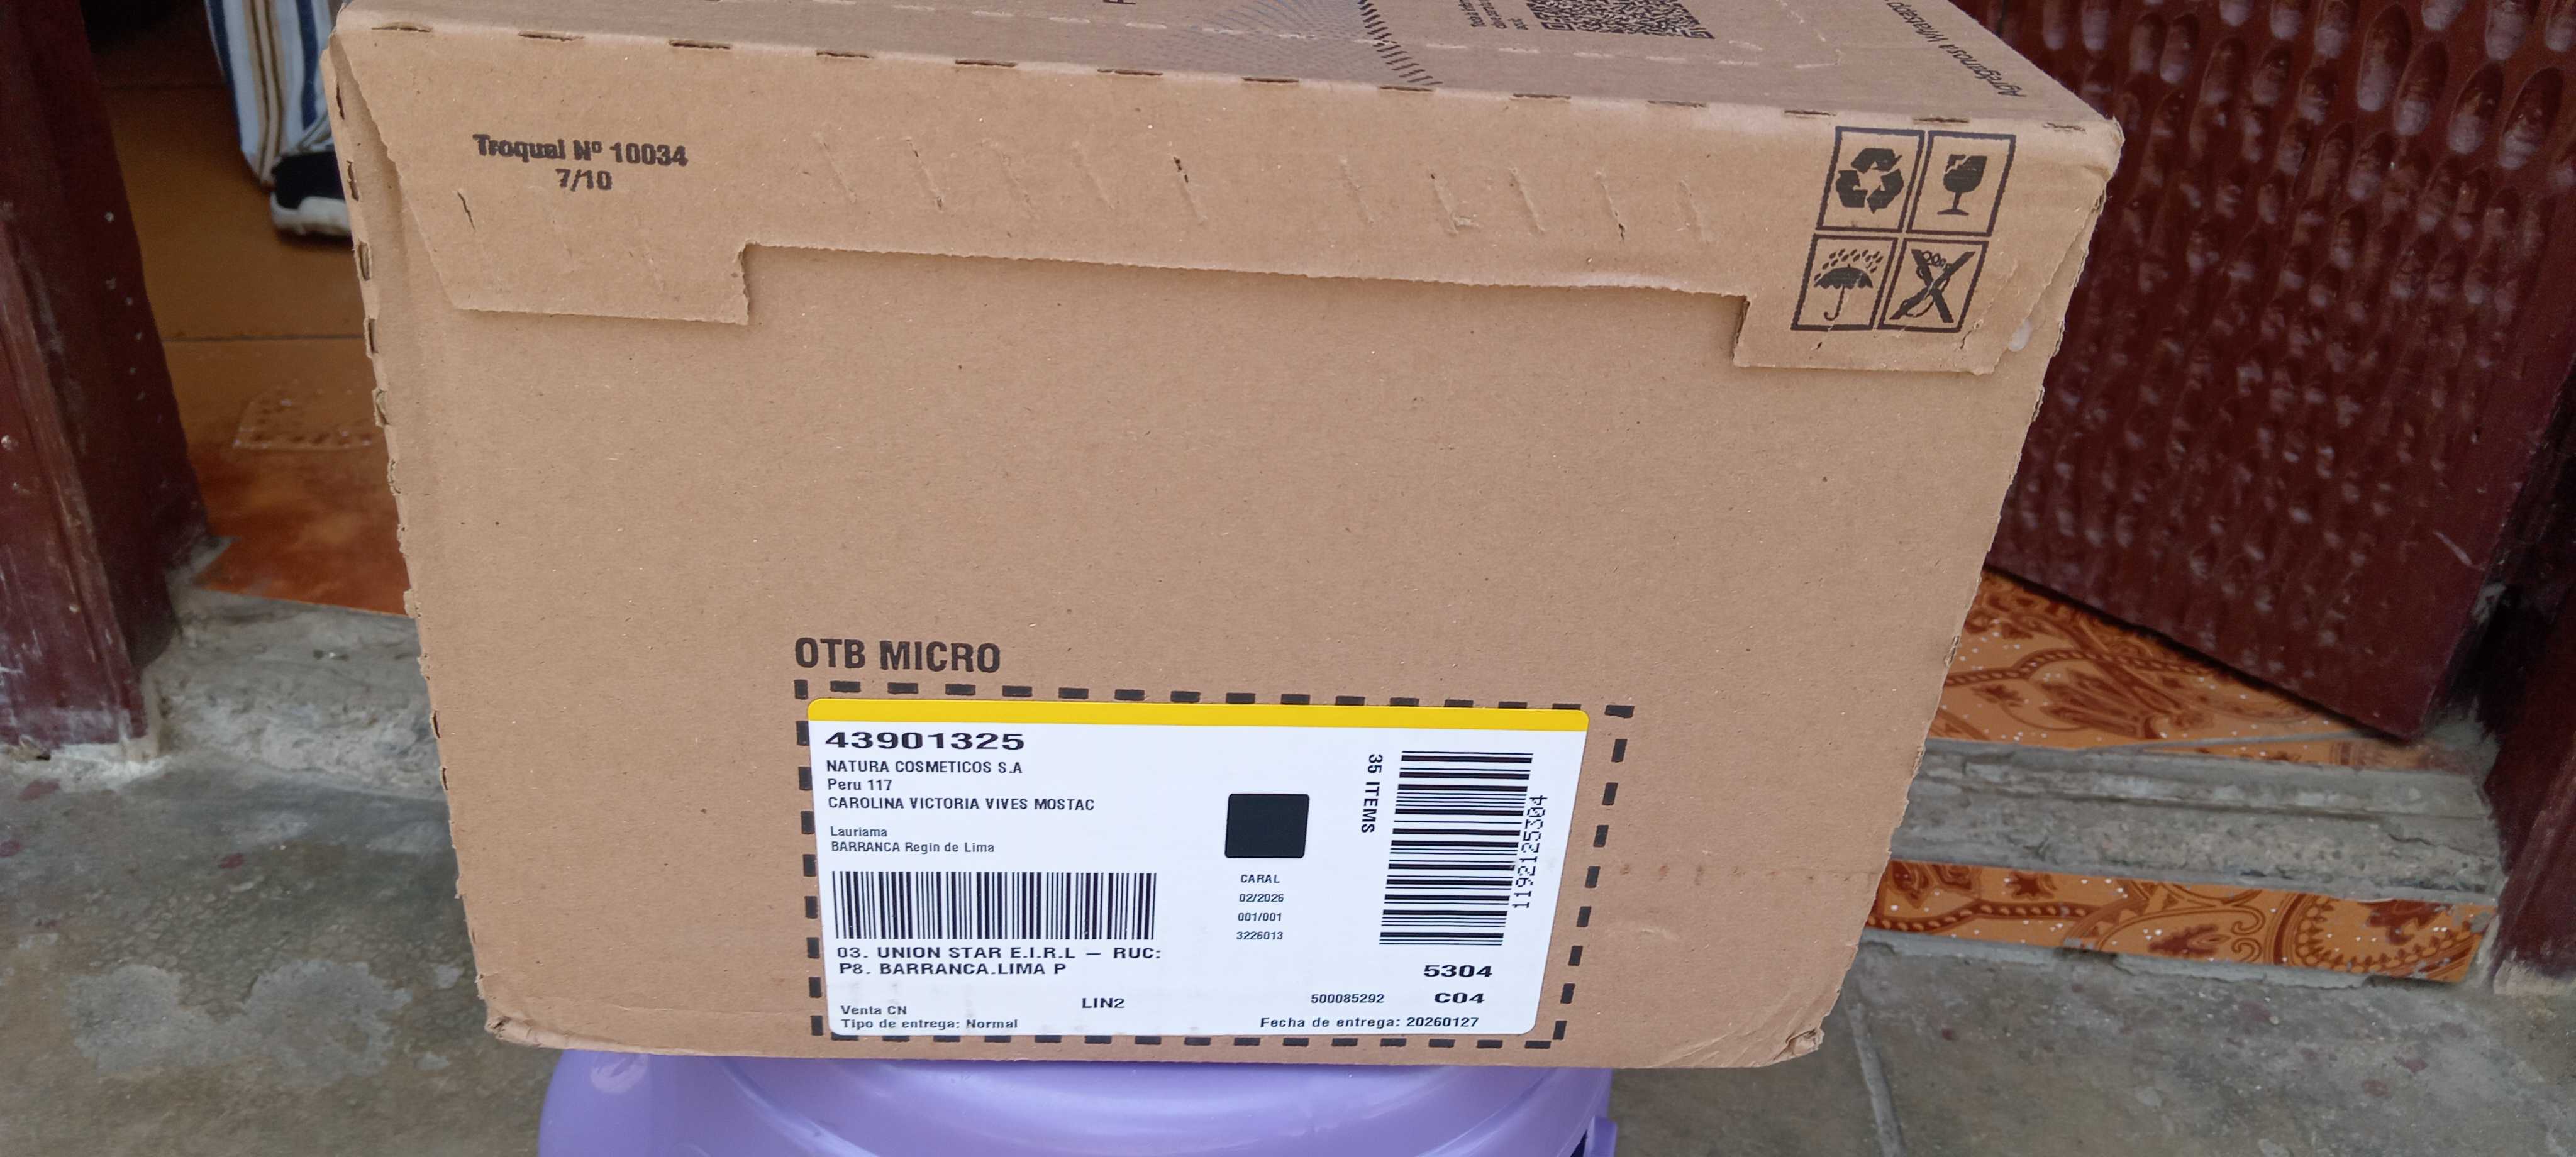 Troquel Nº 10034
7/10
Agréganos a Whatsapp
OTB MICRO
43901325
NATURA COSMETICOS S.A
Peru 117
CAROLINA VICTORIA VIVES MOSTAC
Lauriama
BARRANCA Regin de Lima
03. UNION STAR E.I.R.L — RUC:
P8. BARRANCA.LIMA P
Venta CN
Tipo de entrega: Normal
LIN2
CARAL
02/2026
001/001
3226013
35 ITEMS
1192125304
5304
500085292 C04
Fecha de entrega: 20260127